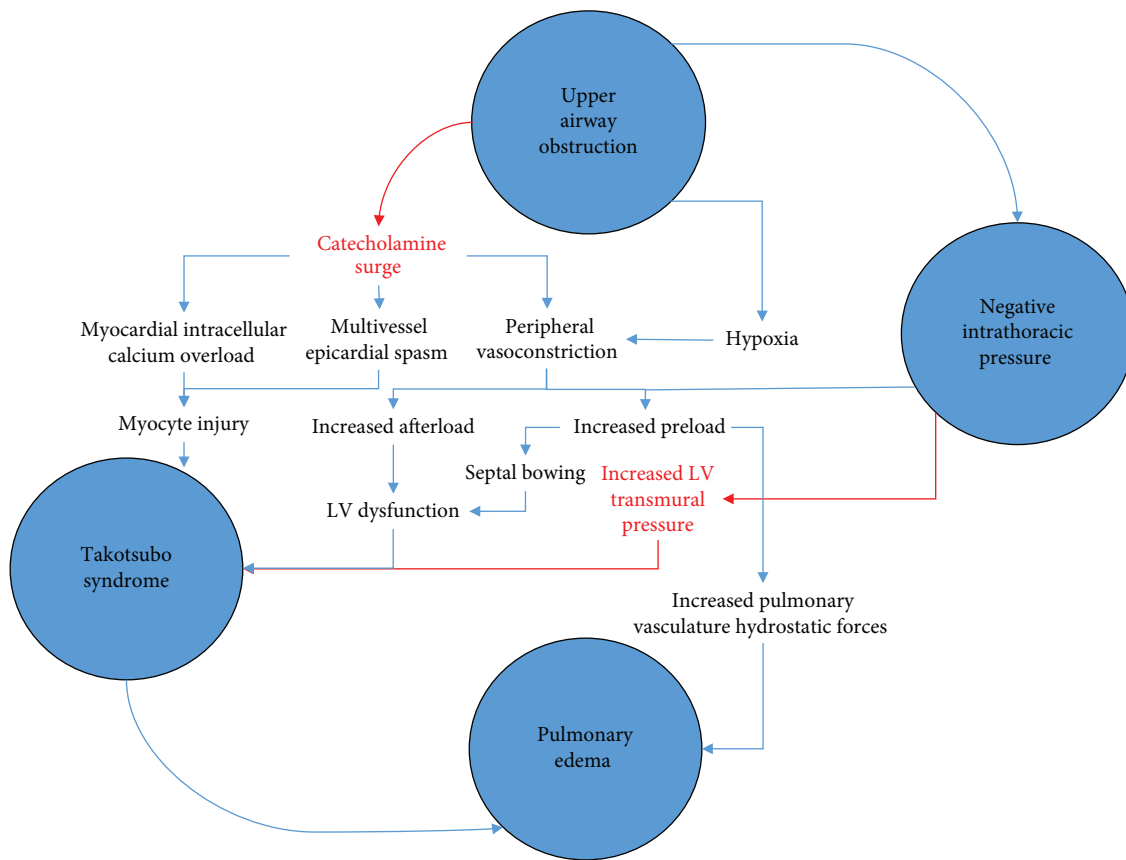 Upper
airway
obstruction
Catecholamine
surge
Negative
intrathoracic
pressure
Myocardial intracellular
calcium overload
Multivessel
epicardial spasm
Peripheral
vasoconstriction
Hypoxia
Myocyte injury
Increased afterload
Increased preload
Septal bowing
Increased LV
transmural
pressure
LV dysfunction
Takotsubo
syndrome
Increased pulmonary
vasculature hydrostatic forces
Pulmonary
edema